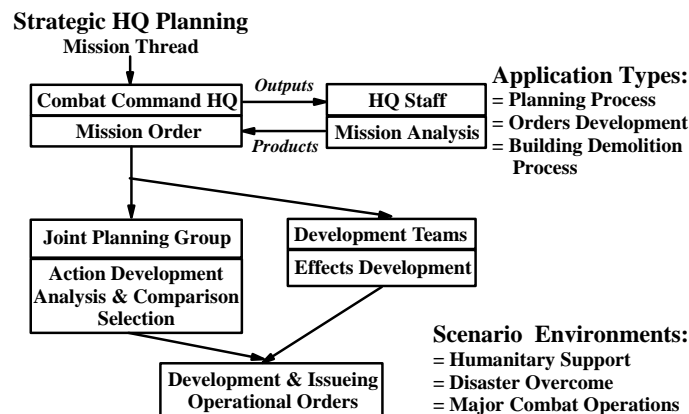 Strategic HQ Planning
Mission Thread
Combat Command HQ
Mission Order
Outputs
Products
HQ Staff
Mission Analysis
Application Types:
= Planning Process
= Orders Development
= Building Demolition
Process
Joint Planning Group
Action Development
Analysis & Comparison
Selection
Development Teams
Effects Development
Development & Issueing
Operational Orders
Scenario Environments:
= Humanitary Support
= Disaster Overcome
= Major Combat Operations